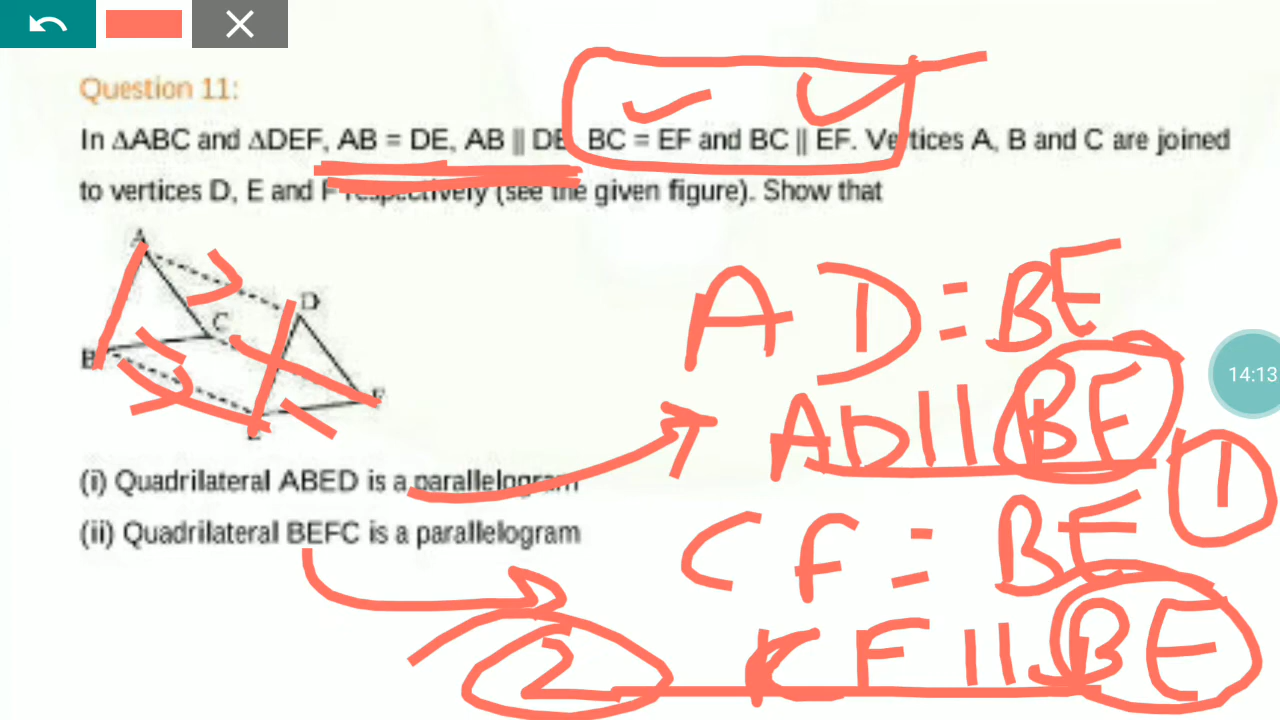 Question 11:
In ΔABC and ΔDEF, AB = DE, AB || DE, BC = EF and BC || EF. Vertices A, B and C are joined
to vertices D, E and F respectively (see the given figure). Show that
A
D
C
B
F
E
(i) Quadrilateral ABED is a parallelogram
(ii) Quadrilateral BEFC is a parallelogram
AD = BE
AD || BE
1
CF = BE
2
CF || BE
14:13